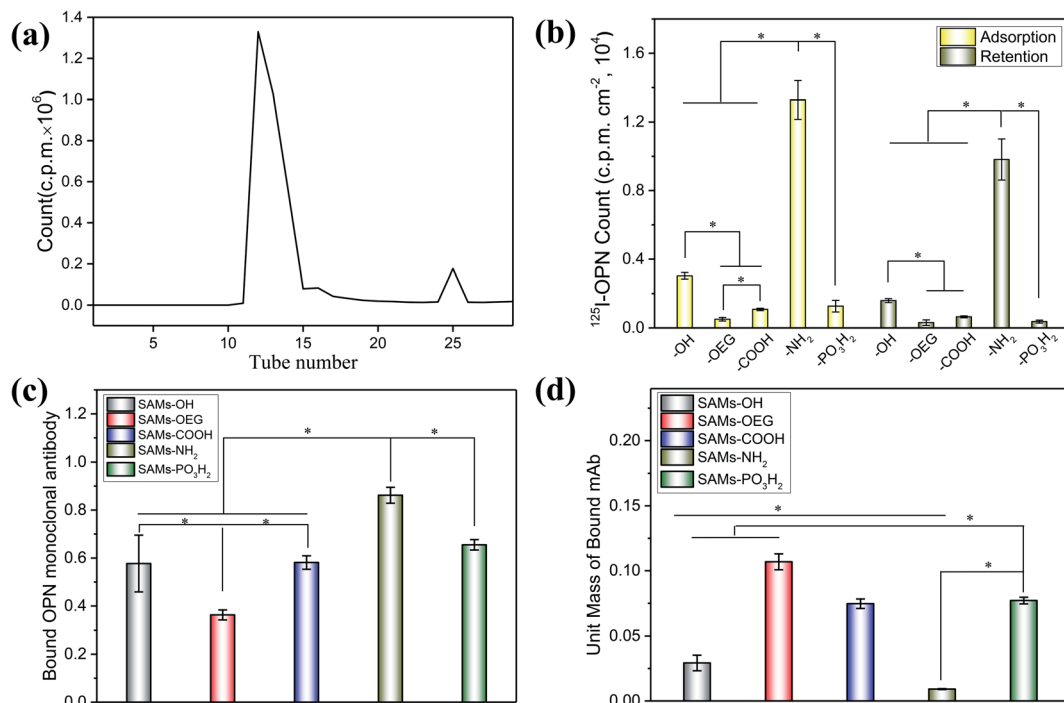 (a)
Count(c.p.m.×10⁶)
1.4
1.2
1.0
0.8
0.6
0.4
0.2
0.0
5
10
15
20
25
Tube number
(b)
¹²⁵I-OPN Count (c.p.m. cm⁻², 10⁴)
1.6
1.2
0.8
0.4
0.0
Adsorption
Retention
* *
* *
*
*
*
-OH
-OEG
-COOH
-NH₂
-PO₃H₂
-OH
-OEG
-COOH
-NH₂
-PO₃H₂
(c)
Bound OPN monoclonal antibody
1.2
1.0
0.8
0.6
0.4
0.2
0.0
SAMs-OH
SAMs-OEG
SAMs-COOH
SAMs-NH₂
SAMs-PO₃H₂
* *
* *
(d)
Unit Mass of Bound mAb
0.20
0.15
0.10
0.05
0.00
SAMs-OH
SAMs-OEG
SAMs-COOH
SAMs-NH₂
SAMs-PO₃H₂
*
*
*